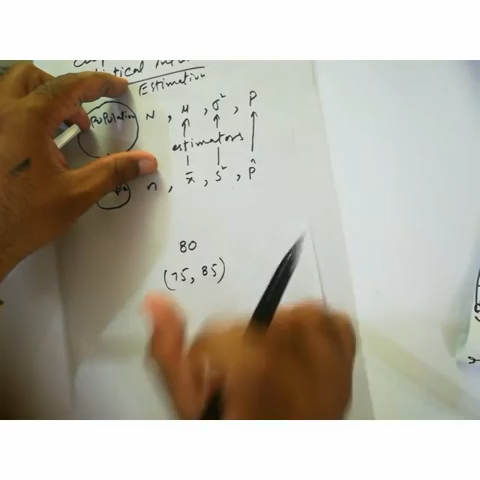 Estimation
population N , μ , σ² , P
estimators
n , x̄ , s² , p̂
80
(75, 85)